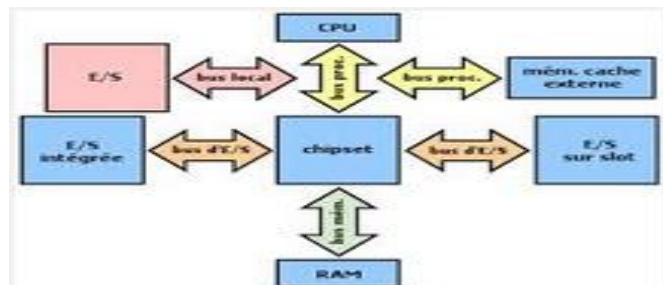 CPU
E/S
bus local
bus proc.
bus proc.
mém. cache
externe
E/S
intégrée
bus d'E/S
chipset
bus d'E/S
E/S
sur slot
bus mém.
RAM